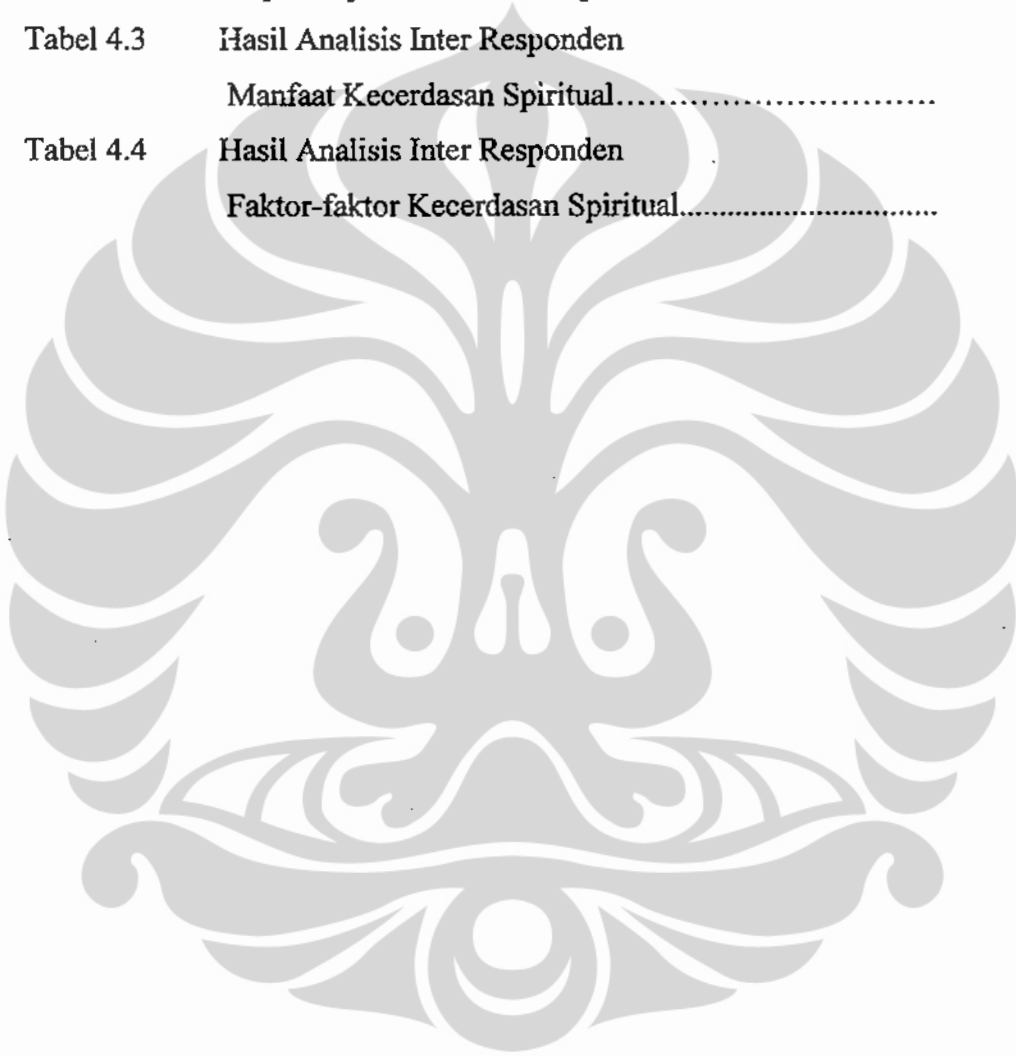 Tabel 4.3 Hasil Analisis Inter Responden
Manfaat Kecerdasan Spiritual................................
Tabel 4.4 Hasil Analisis Inter Responden
Faktor-faktor Kecerdasan Spiritual.............................